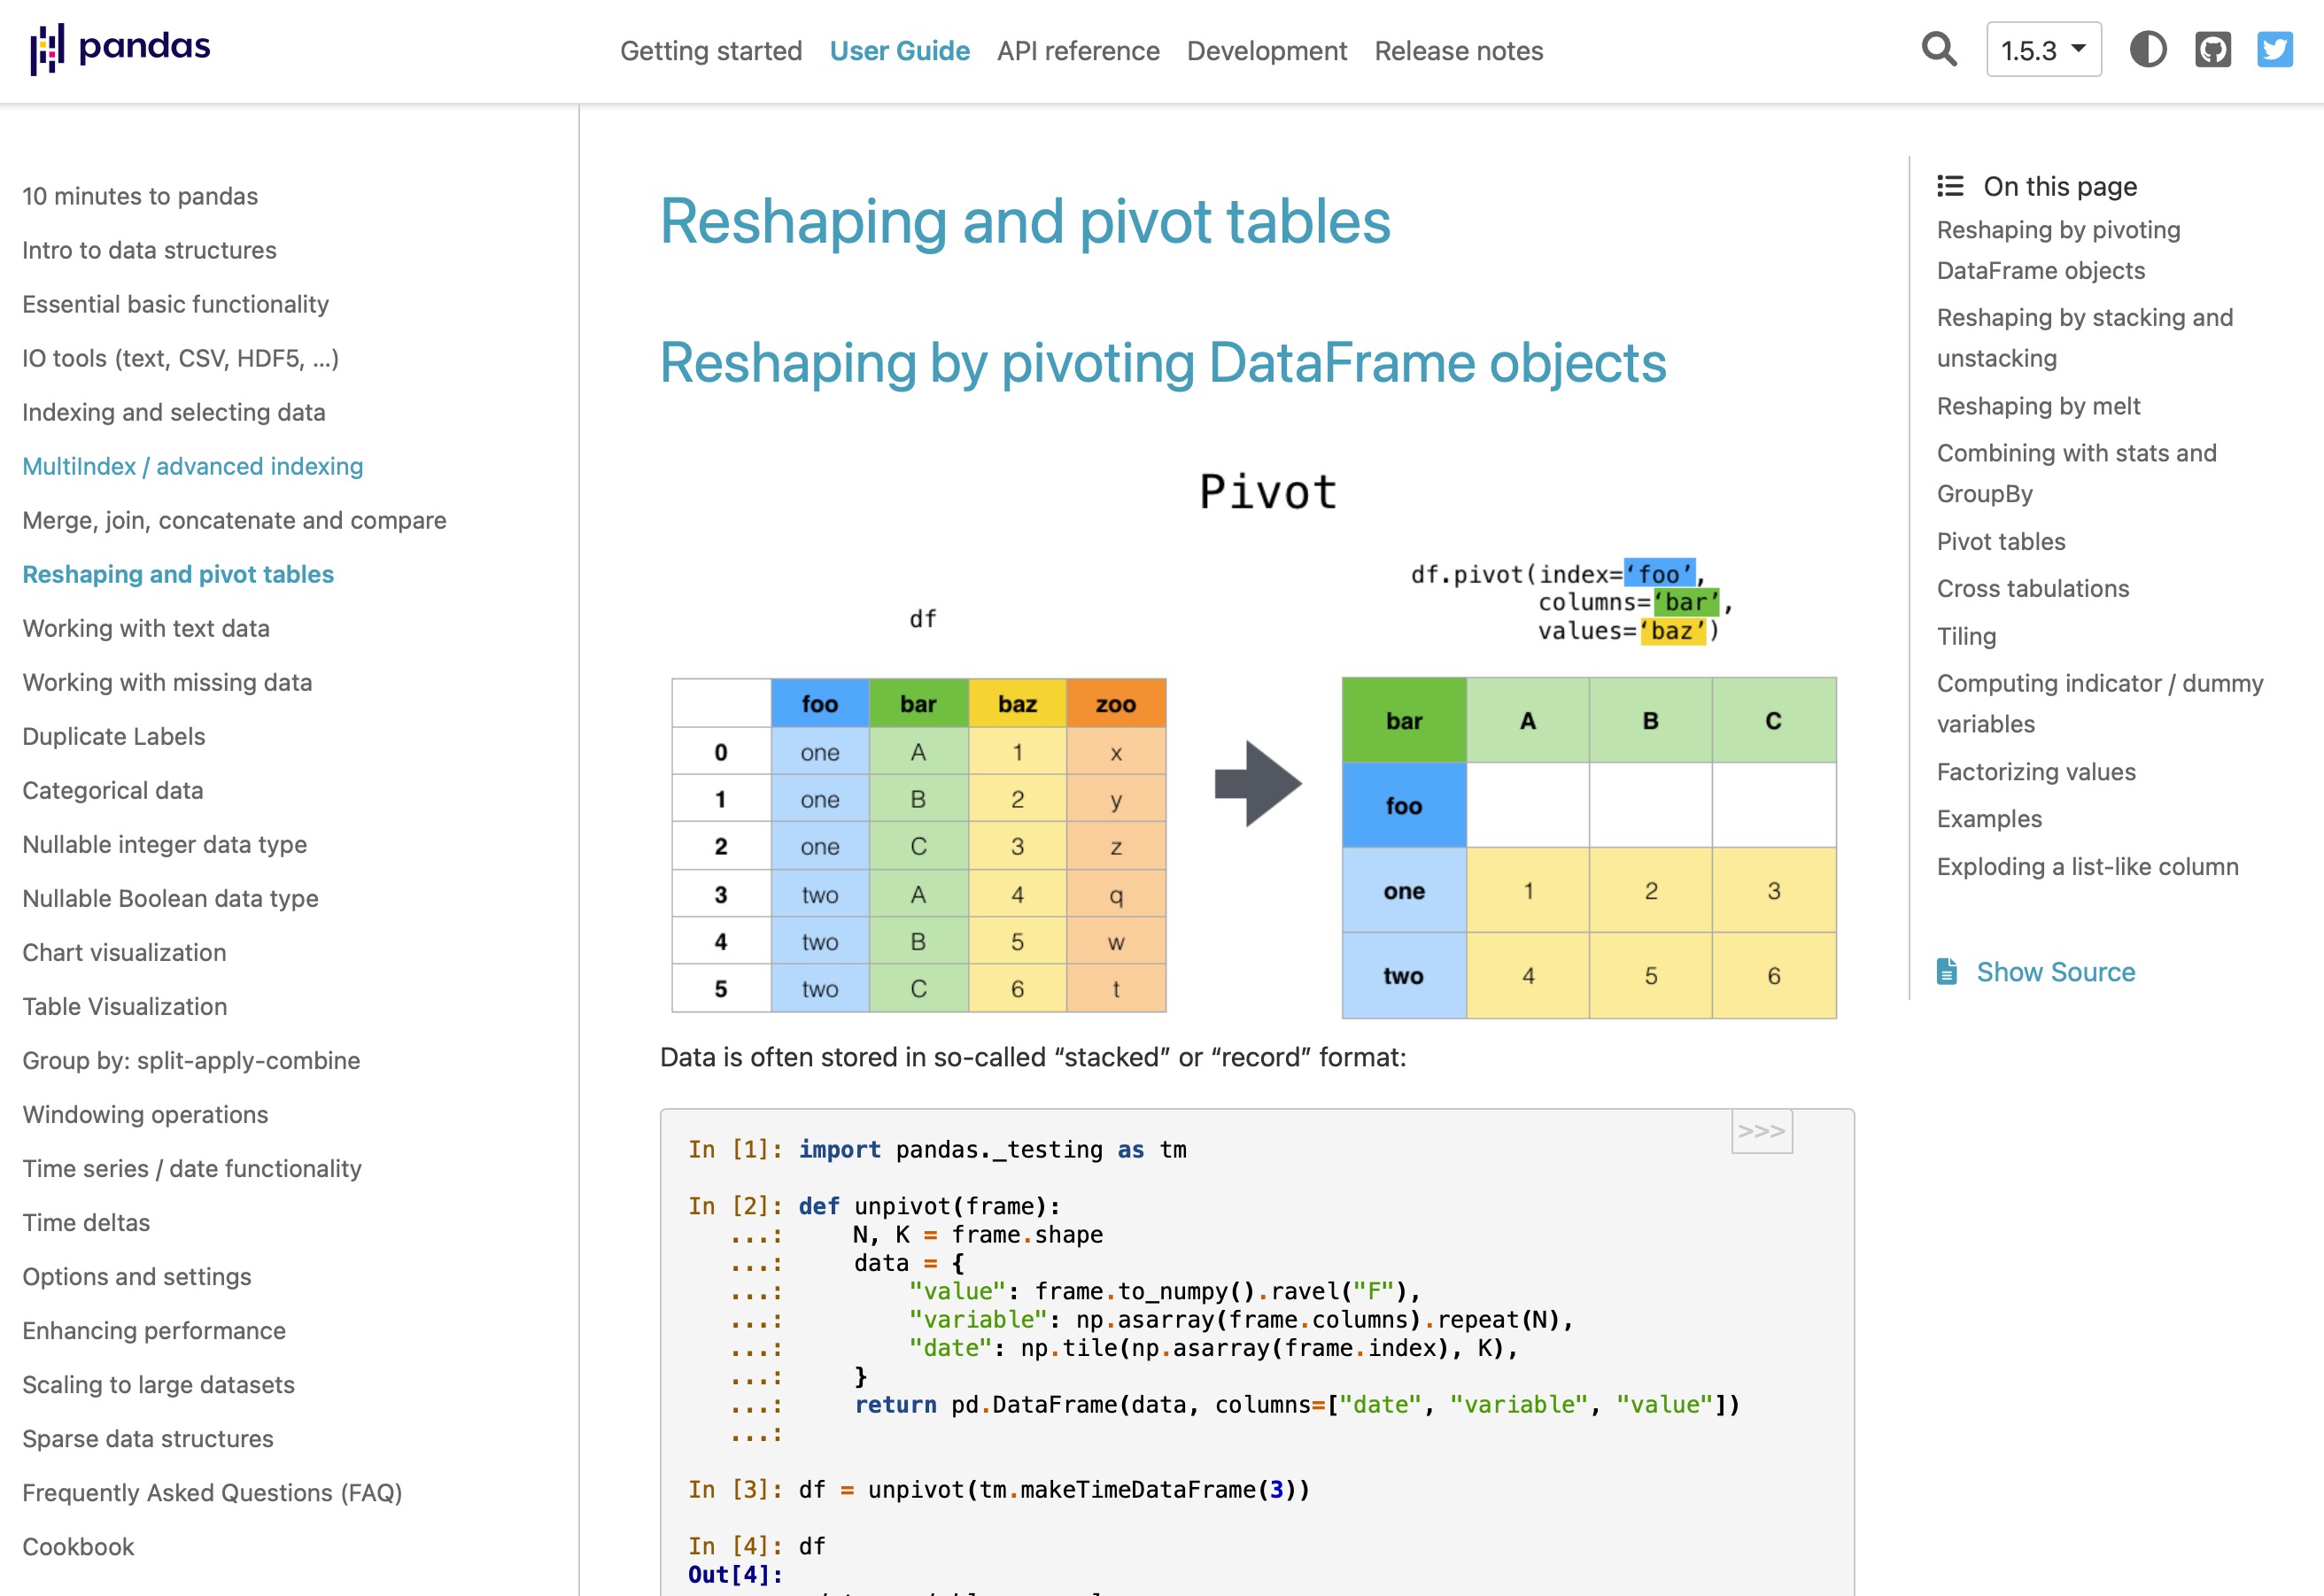 pandas
Getting started User Guide API reference Development Release notes
1.5.3
10 minutes to pandas
Intro to data structures
Essential basic functionality
IO tools (text, CSV, HDF5, ...)
Indexing and selecting data
MultiIndex / advanced indexing
Merge, join, concatenate and compare
Reshaping and pivot tables
Working with text data
Working with missing data
Duplicate Labels
Categorical data
Nullable integer data type
Nullable Boolean data type
Chart visualization
Table Visualization
Group by: split-apply-combine
Windowing operations
Time series / date functionality
Time deltas
Options and settings
Enhancing performance
Scaling to large datasets
Sparse data structures
Frequently Asked Questions (FAQ)
Cookbook
Reshaping and pivot tables
Reshaping by pivoting DataFrame objects
Pivot
df
foo bar baz zoo
0 one A 1 x
1 one B 2 y
2 one C 3 z
3 two A 4 q
4 two B 5 w
5 two C 6 t
df.pivot(index=‘foo’,
columns=‘bar’,
values=‘baz’)
bar A B C
foo
one 1 2 3
two 4 5 6
Data is often stored in so-called “stacked” or “record” format:
>>>
In [1]: import pandas._testing as tm
In [2]: def unpivot(frame):
...:     N, K = frame.shape
...:     data = {
...:         "value": frame.to_numpy().ravel("F"),
...:         "variable": np.asarray(frame.columns).repeat(N),
...:         "date": np.tile(np.asarray(frame.index), K),
...:     }
...:     return pd.DataFrame(data, columns=["date", "variable", "value"])
...:
In [3]: df = unpivot(tm.makeTimeDataFrame(3))
In [4]: df
Out[4]:
On this page
Reshaping by pivoting
DataFrame objects
Reshaping by stacking and
unstacking
Reshaping by melt
Combining with stats and
GroupBy
Pivot tables
Cross tabulations
Tiling
Computing indicator / dummy
variables
Factorizing values
Examples
Exploding a list-like column
Show Source